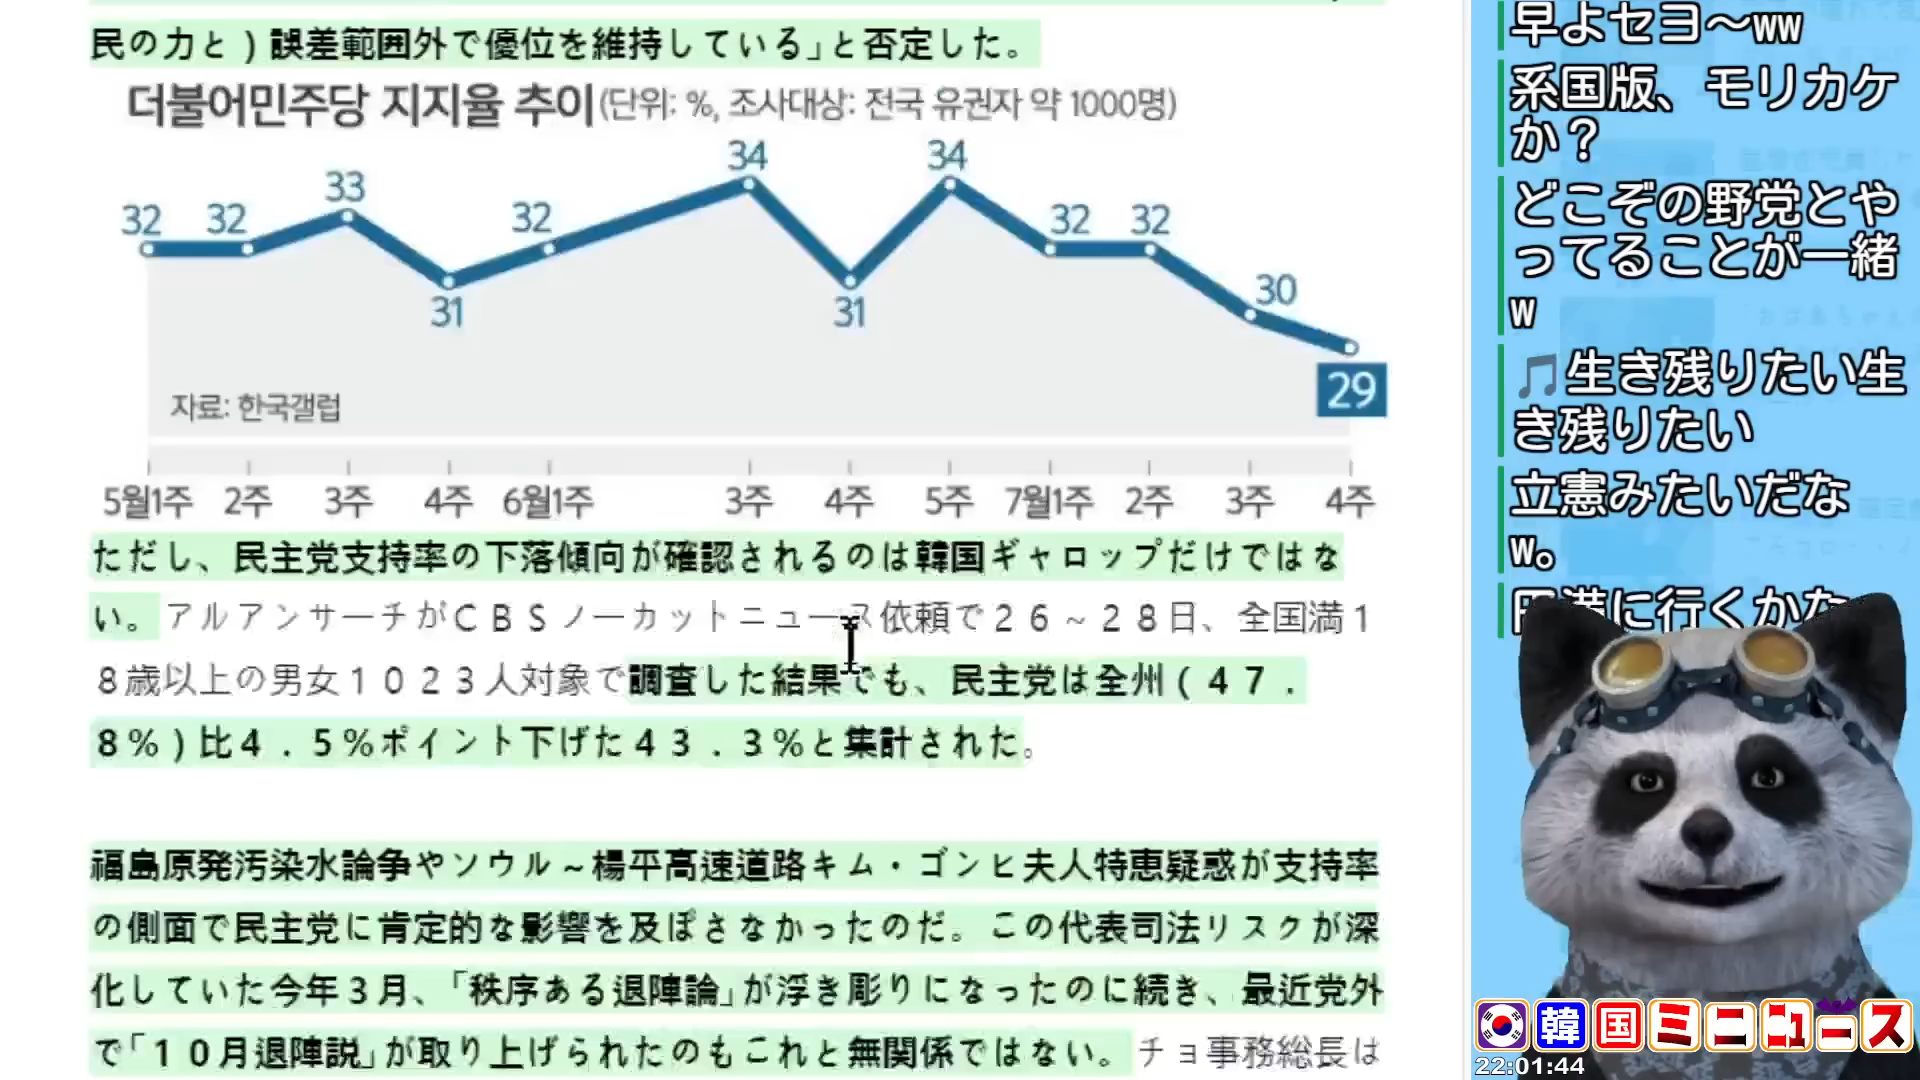 民の力と)誤差範囲外で優位を維持している」と否定した。
더불어민주당 지지율 추이(단위: %, 조사대상: 전국 유권자 약 1000명)
32 32 33 31 32 34 31 34 32 32 30 29
자료: 한국갤럽
5월1주 2주 3주 4주 6월1주 3주 4주 5주 7월1주 2주 3주 4주
ただし、民主党支持率の下落傾向が確認されるのは韓国ギャロップだけではな
い。アルアンサーチがCBSノーカットニュース依頼で26~28日、全国満1
8歳以上の男女1023人対象で調査した結果でも、民主党は全州(47.
8%)比4.5%ポイント下げた43.3%と集計された。
福島原発汚染水論争やソウル~楊平高速道路キム・ゴンヒ夫人特恵疑惑が支持率
の側面で民主党に肯定的な影響を及ぼさなかったのだ。この代表司法リスクが深
化していた今年3月、「秩序ある退陣論」が浮き彫りになったのに続き、最近党外
で「10月退陣説」が取り上げられたのもこれと無関係ではない。チョ事務総長は
早よセヨ〜ww
系国版、モリカケ
か?
どこぞの野党とや
ってることが一緒
w
🎵生き残りたい生
き残りたい
立憲みたいだな
w。
円満に行くかな
韓国ミニニュース
22:01:44